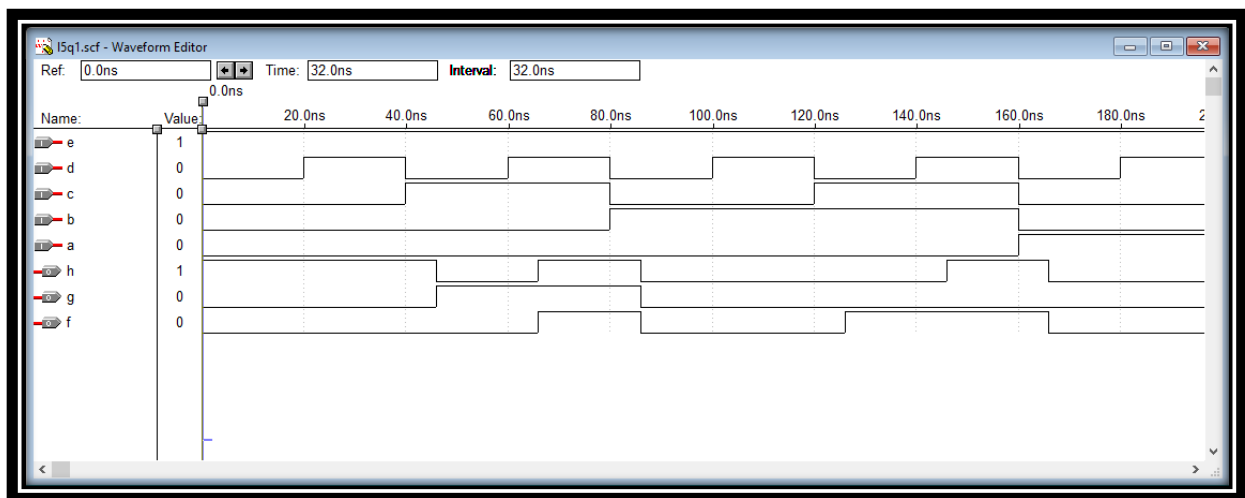 l5q1.scf - Waveform Editor
Ref: 0.0ns Time: 32.0ns Interval: 32.0ns
0.0ns
Name: Value: 20.0ns 40.0ns 60.0ns 80.0ns 100.0ns 120.0ns 140.0ns 160.0ns 180.0ns 2
e 1
d 0
c 0
b 0
a 0
h 1
g 0
f 0